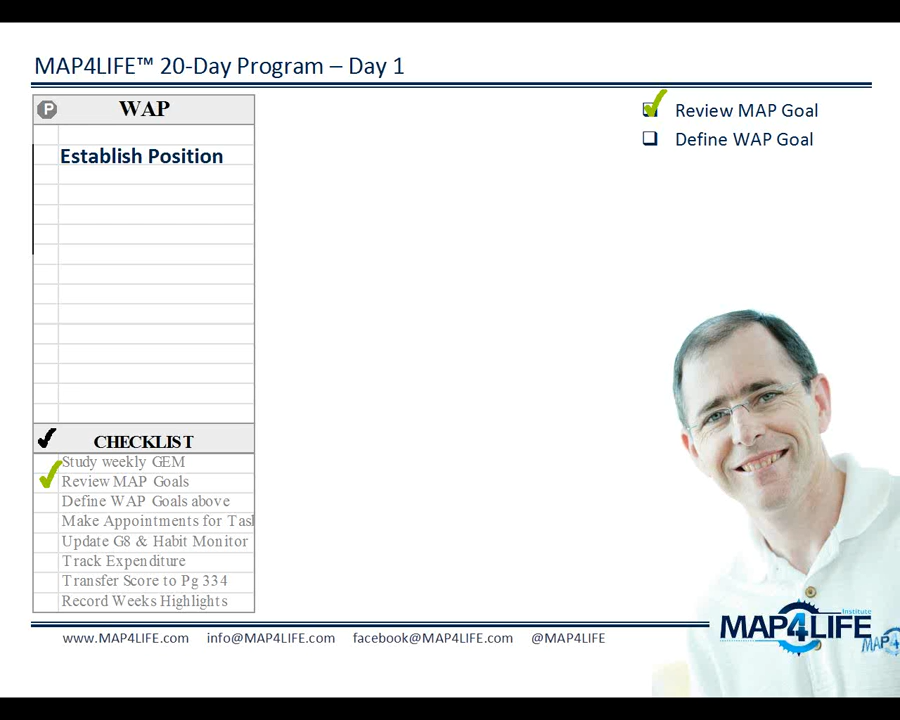 MAP4LIFE™ 20-Day Program – Day 1
P WAP
Establish Position
CHECKLIST
Study weekly GEM
Review MAP Goals
Define WAP Goals above
Make Appointments for Tas
Update G8 & Habit Monitor
Track Expenditure
Transfer Score to Pg 334
Record Weeks Highlights
Review MAP Goal
Define WAP Goal
www.MAP4LIFE.com info@MAP4LIFE.com facebook@MAP4LIFE.com @MAP4LIFE
Institute
MAP4LIFE
MAP4